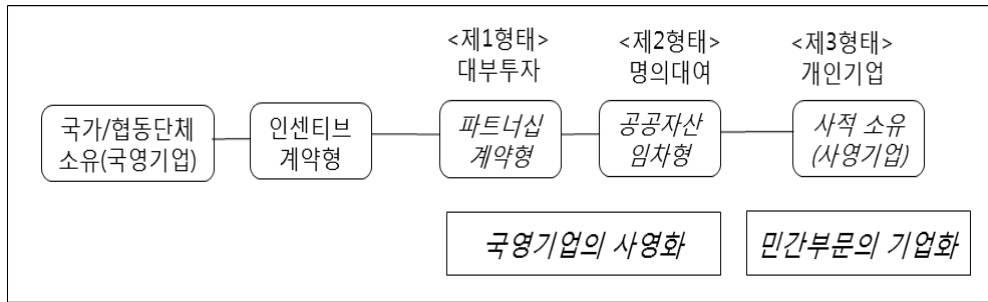 <제1형태>
대부투자
<제2형태>
명의대여
<제3형태>
개인기업
국가/협동단체
소유(국영기업)
인센티브
계약형
파트너십
계약형
공공자산
임차형
사적 소유
(사영기업)
국영기업의 사영화
민간부문의 기업화